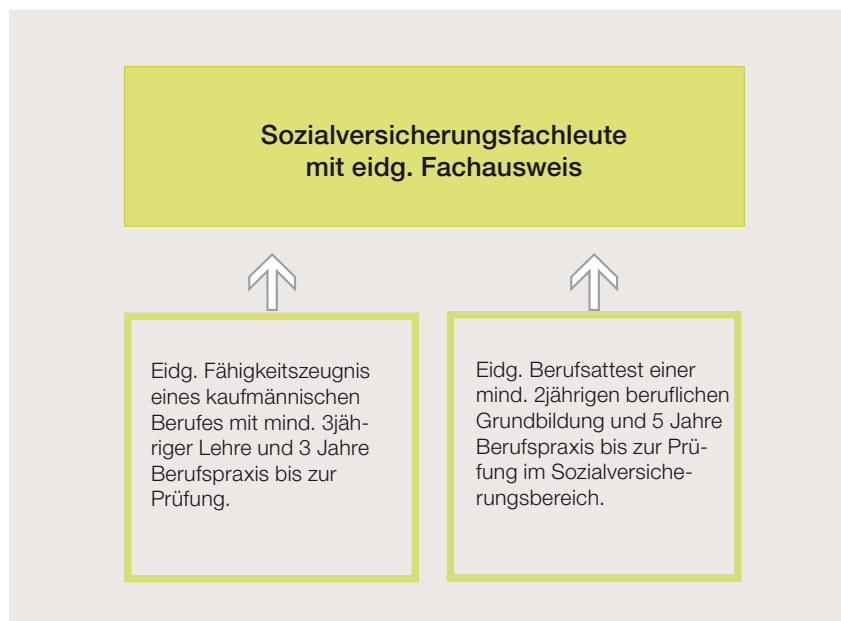 Sozialversicherungsfachleute
mit eidg. Fachausweis
Eidg. Fähigkeitszeugnis
eines kaufmännischen
Berufes mit mind. 3jäh-
riger Lehre und 3 Jahre
Berufspraxis bis zur
Prüfung.
Eidg. Berufsattest einer
mind. 2jährigen beruflichen
Grundbildung und 5 Jahre
Berufspraxis bis zur Prü-
fung im Sozialversiche-
rungsbereich.